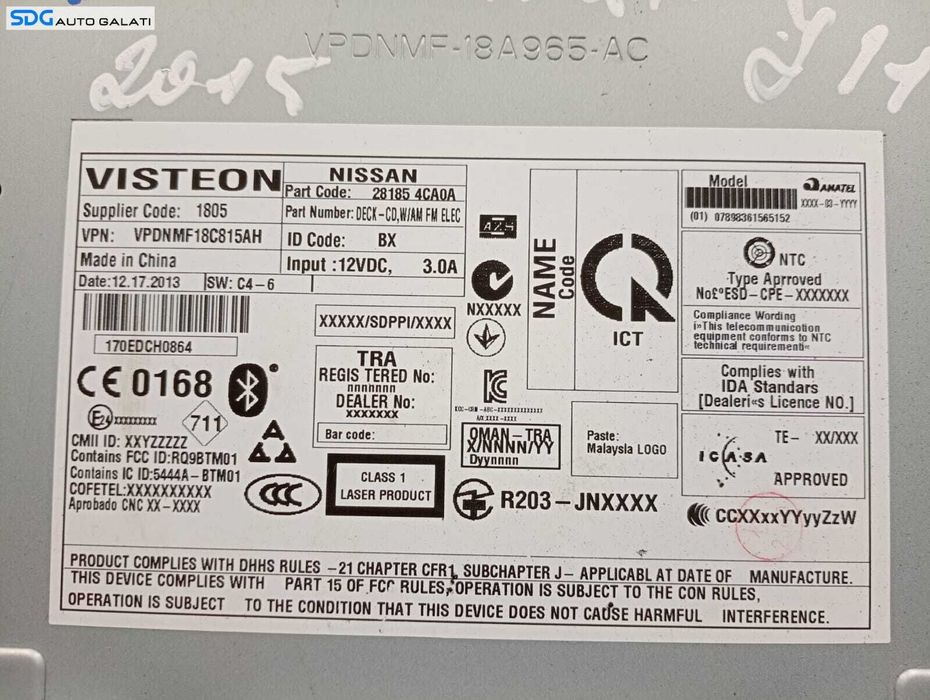 SDG AUTO GALATI
VPDNMF-18A965-AC
2015
J11
VISTEON
Supplier Code: 1805
VPN: VPDNMF18C815AH
Made in China
Date:12.17.2013 SW: C4-6
170EDCH0864
NISSAN
Part Code: 28185 4CA0A
Part Number: DECK-CD,W/AM FM ELEC
ID Code: BX
Input :12VDC, 3.0A
XXXXX/SDPPI/XXXX
TRA
REGIS TERED No:
nnnnnnn
DEALER No:
XXXXXXX
Bar code:
CE 0168
E24 XXXXXXXXX
711
CMII ID: XXYZZZZZ
Contains FCC ID:RQ9BTM01
Contains IC ID:5444A-BTM01
COFETEL:XXXXXXXXXX
Aprobado CNC XX-XXXX
CCC
CLASS 1
LASER PRODUCT
NXXXXX
OMAN-TRA
X/NNNN/YY
Dyynnnn
R203-JNXXXX
NAME
Code
ICT
Paste:
Malaysia LOGO
Model
ANATEL
XXXX-03-YYYY
(01) 07898361565152
NTC
Type Aprroved
No£°ESD-CPE-XXXXXXX
Compliance Wording
i»This telecommunication
equipment conforms to NTC
technical requirement«
Complies with
IDA Standars
[Dealeri«s Licence NO.]
TE- XX/XXX
ICASA
APPROVED
CCXXxxYYyyZzW
PRODUCT COMPLIES WITH DHHS RULES -21 CHAPTER CFR1, SUBCHAPTER J- APPLICABL AT DATE OF MANUFACTURE.
THIS DEVICE COMPLIES WITH PART 15 OF FCC RULES, OPERATION IS SUBJECT TO THE CON RULES,
OPERATION IS SUBJECT TO THE CONDITION THAT THIS DEVICE DOES NOT CAUSE HARMFUL INTERFERENCE.